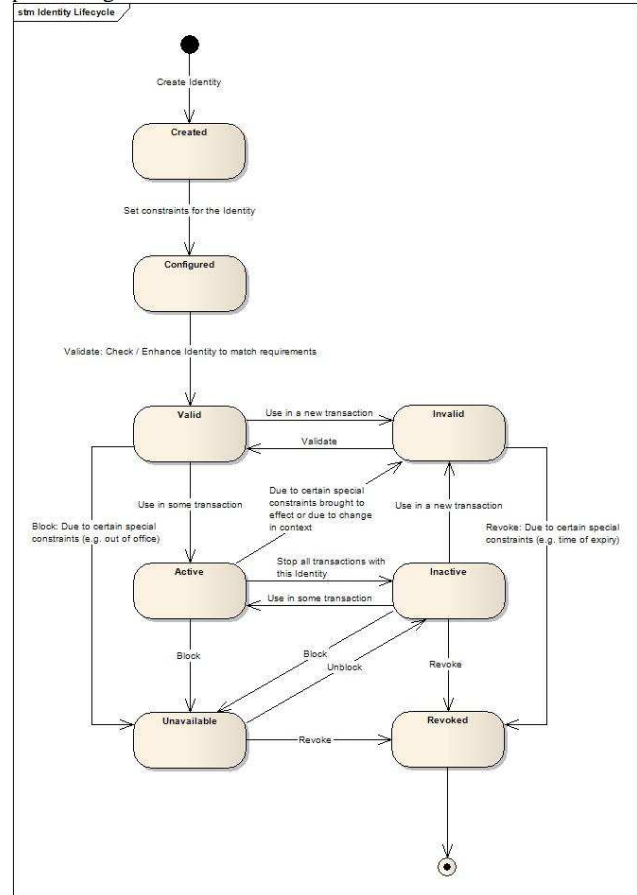 stm Identity Lifecycle
Create Identity
Created
Set constraints for the Identity
Configured
Validate: Check / Enhance Identity to match requirements
Valid
Use in a new transaction
Invalid
Validate
Use in some transaction
Due to certain special
constraints brought to
effect or due to change
in context
Use in a new transaction
Block: Due to certain special
constraints (e.g. out of office)
Revoke: Due to certain special
constraints (e.g. time of expiry)
Active
Stop all transactions with
this Identity
Inactive
Use in some transaction
Block
Block
Unblock
Revoke
Unavailable
Revoke
Revoked